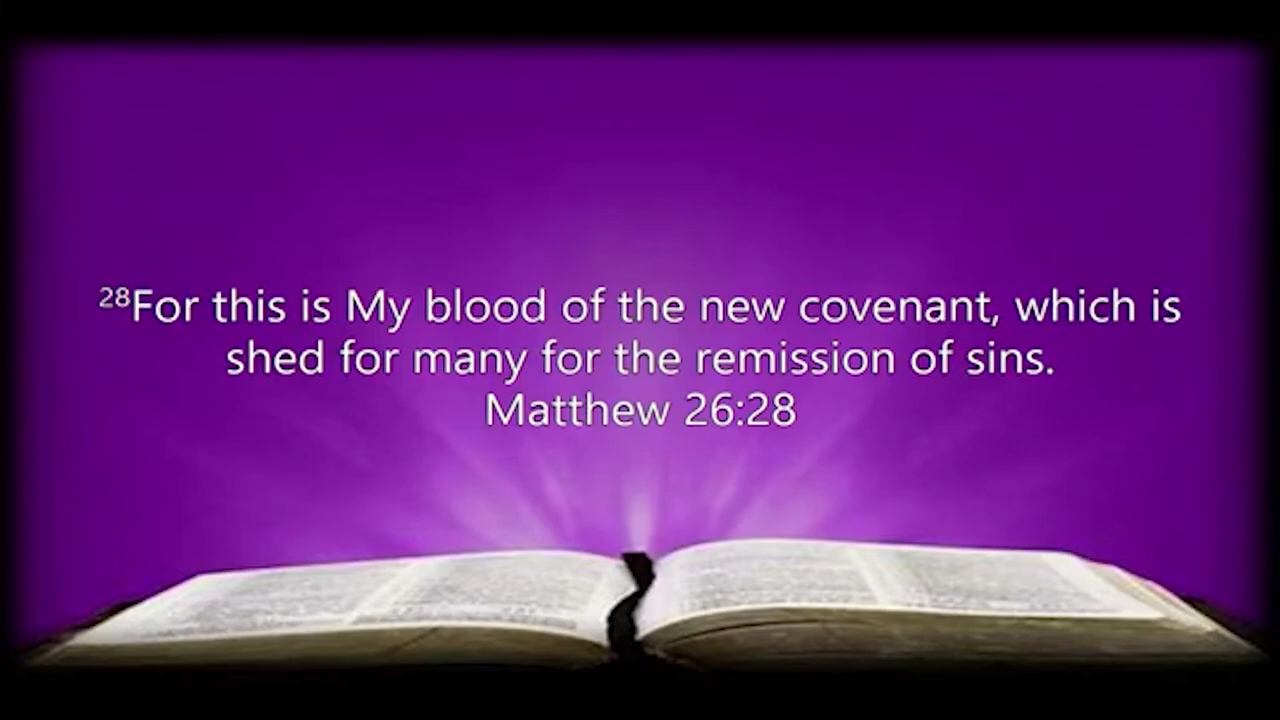 28For this is My blood of the new covenant, which is
shed for many for the remission of sins.
Matthew 26:28